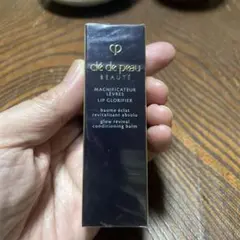 clé de peau
BEAUTÉ
MAGNIFICATEUR
LÈVRES
LIP GLORIFIER
baume éclat
revitalisant absolu
glow revival
conditioning balm